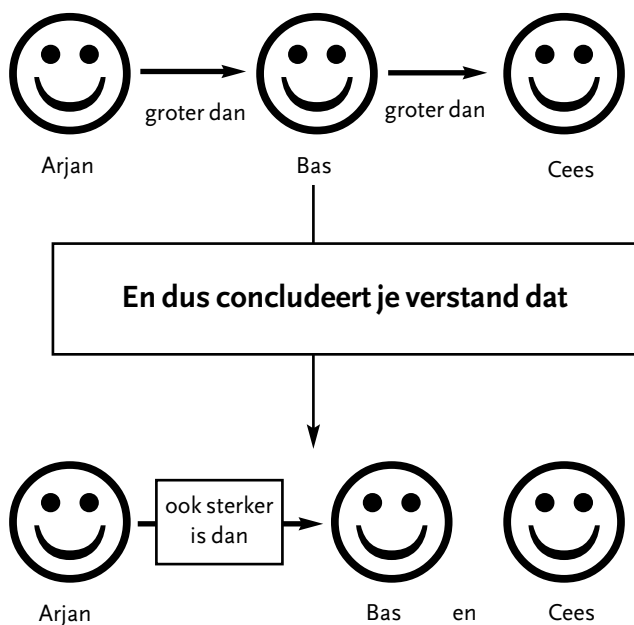 groter dan groter dan
Arjan Bas Cees
En dus concludeert je verstand dat
ook sterker
is dan
Arjan Bas en Cees